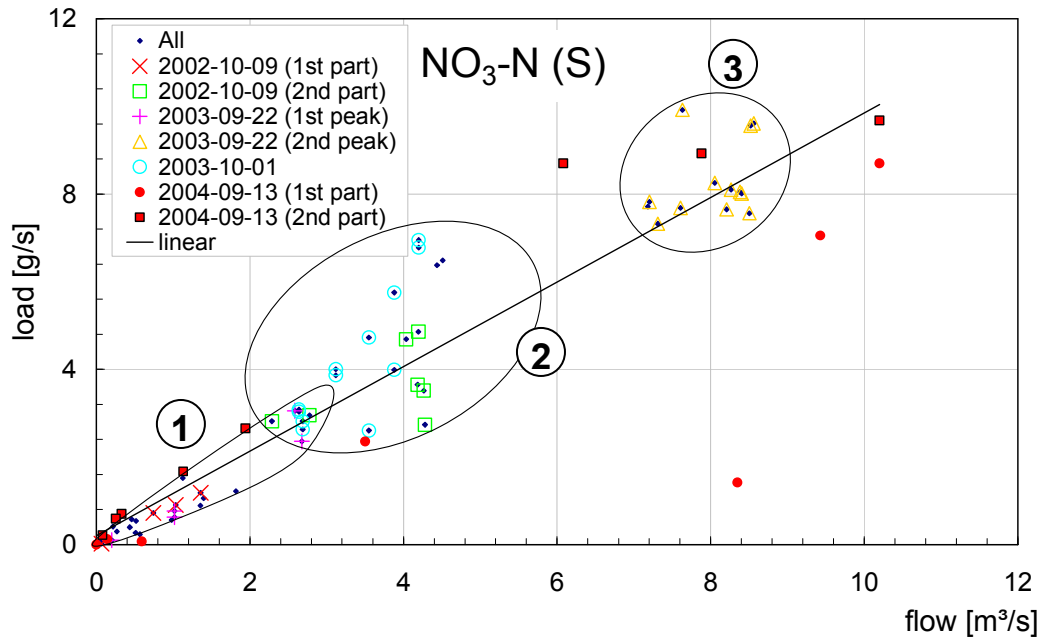 NO₃-N (S)
All
2002-10-09 (1st part)
2002-10-09 (2nd part)
2003-09-22 (1st peak)
2003-09-22 (2nd peak)
2003-10-01
2004-09-13 (1st part)
2004-09-13 (2nd part)
linear
1
2
3
load [g/s]
12
8
4
0
0
2
4
6
8
10
12
flow [m³/s]